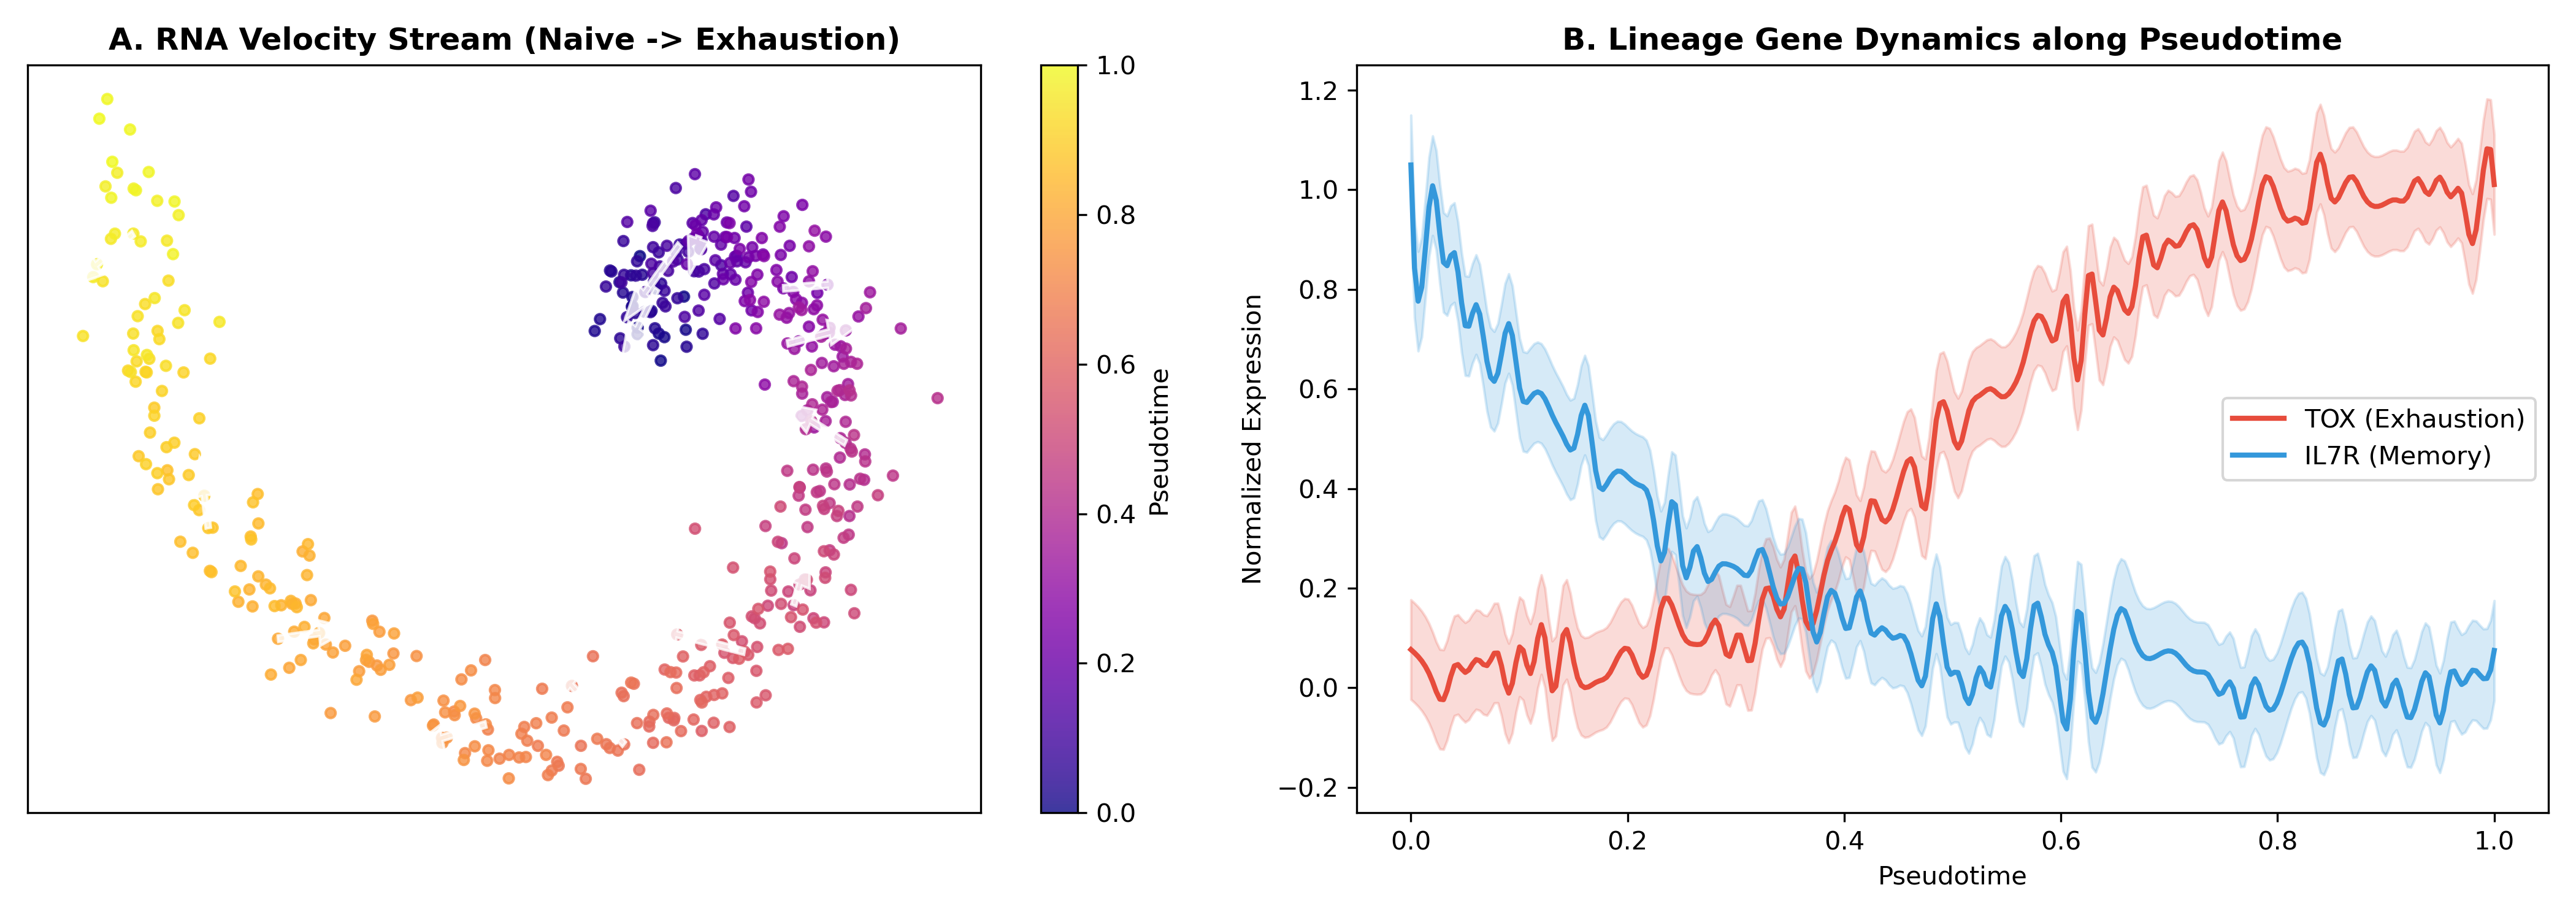 A. RNA Velocity Stream (Naive -> Exhaustion)
1.0
0.8
0.6
0.4
0.2
0.0
Pseudotime
B. Lineage Gene Dynamics along Pseudotime
1.2
1.0
0.8
0.6
0.4
0.2
0.0
−0.2
Normalized Expression
TOX (Exhaustion)
IL7R (Memory)
0.0 0.2 0.4 0.6 0.8 1.0
Pseudotime